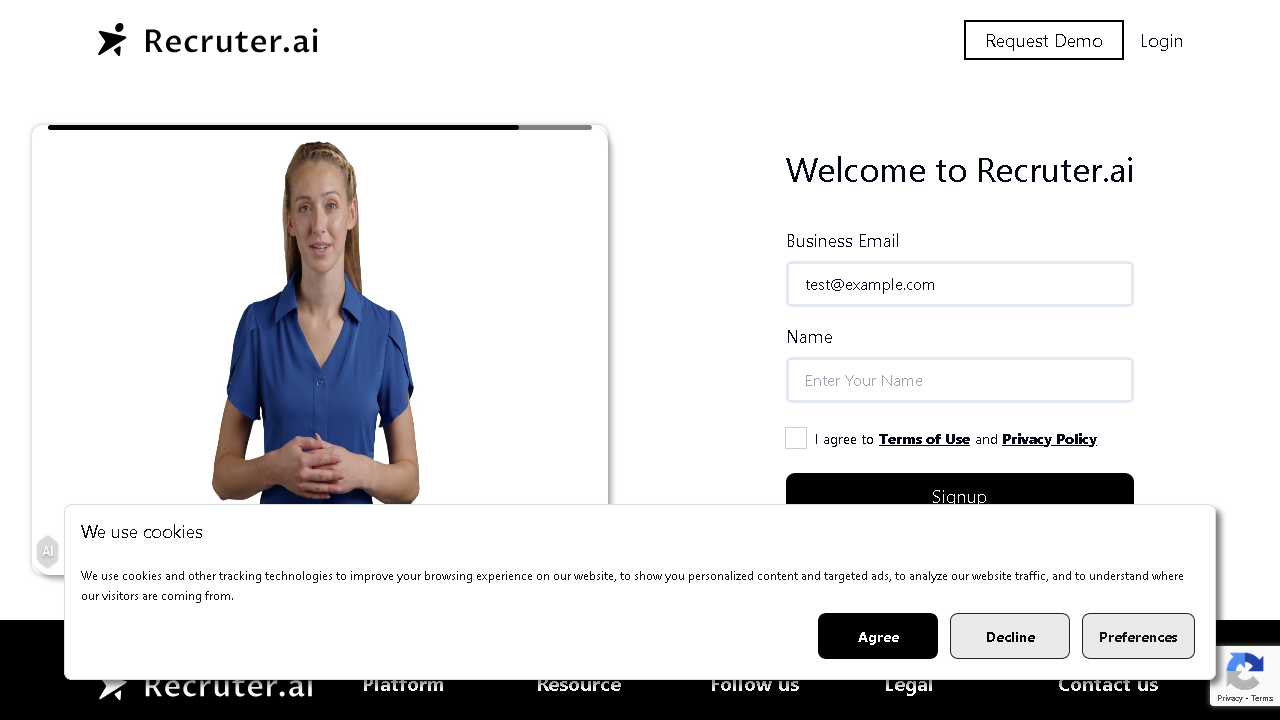 Recruter.ai
Request Demo
Login
Welcome to Recruter.ai
Business Email
test@example.com
Name
Enter Your Name
I agree to Terms of Use and Privacy Policy
Signup
AI
We use cookies
We use cookies and other tracking technologies to improve your browsing experience on our website, to show you personalized content and targeted ads, to analyze our website traffic, and to understand where
our visitors are coming from.
Agree
Decline
Preferences
Recruter.ai
Platform
Resource
Follow us
Legal
Contact us
Privacy - Terms